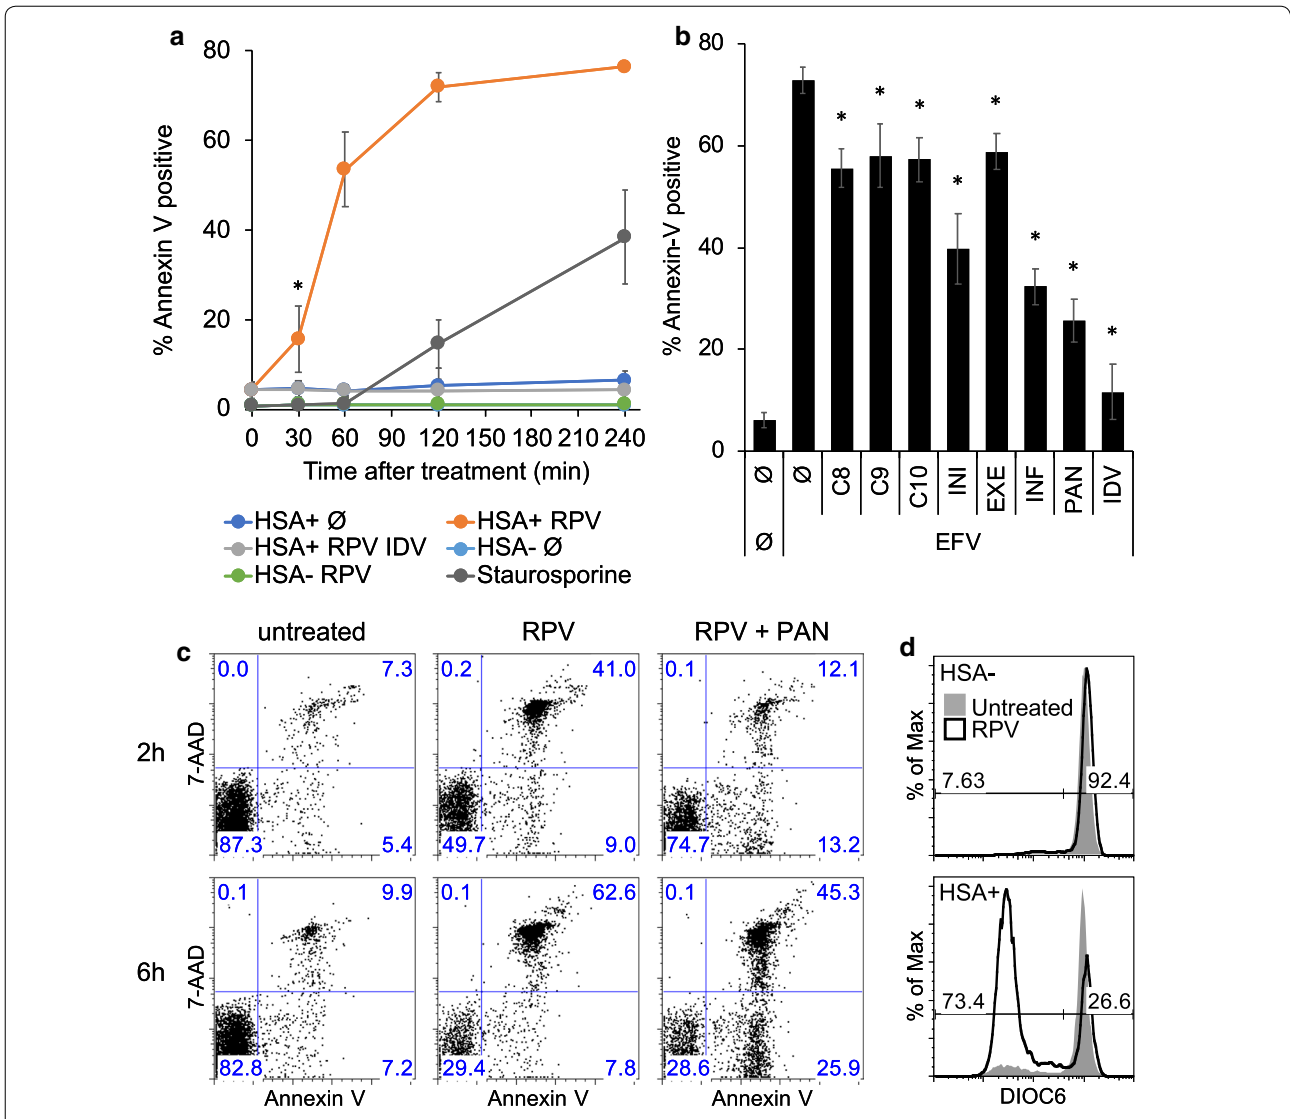 a
% Annexin V positive
80
60
40
20
0
*
0 30 60 90 120 150 180 210 240
Time after treatment (min)
HSA+ Ø
HSA+ RPV
HSA+ RPV IDV
HSA- Ø
HSA- RPV
Staurosporine
b
% Annexin-V positive
80
60
40
20
0
* * * * * * * *
Ø Ø C8 C9 C10 INI EXE INF PAN IDV
Ø EFV
c
untreated RPV RPV + PAN
2h
7-AAD
0.0 7.3
87.3 5.4
0.2 41.0
49.7 9.0
0.1 12.1
74.7 13.2
6h
7-AAD
0.1 9.9
82.8 7.2
0.1 62.6
29.4 7.8
0.1 45.3
28.6 25.9
Annexin V Annexin V Annexin V
d
HSA-
Untreated
RPV
% of Max
7.63 92.4
HSA+
% of Max
73.4 26.6
DIOC6